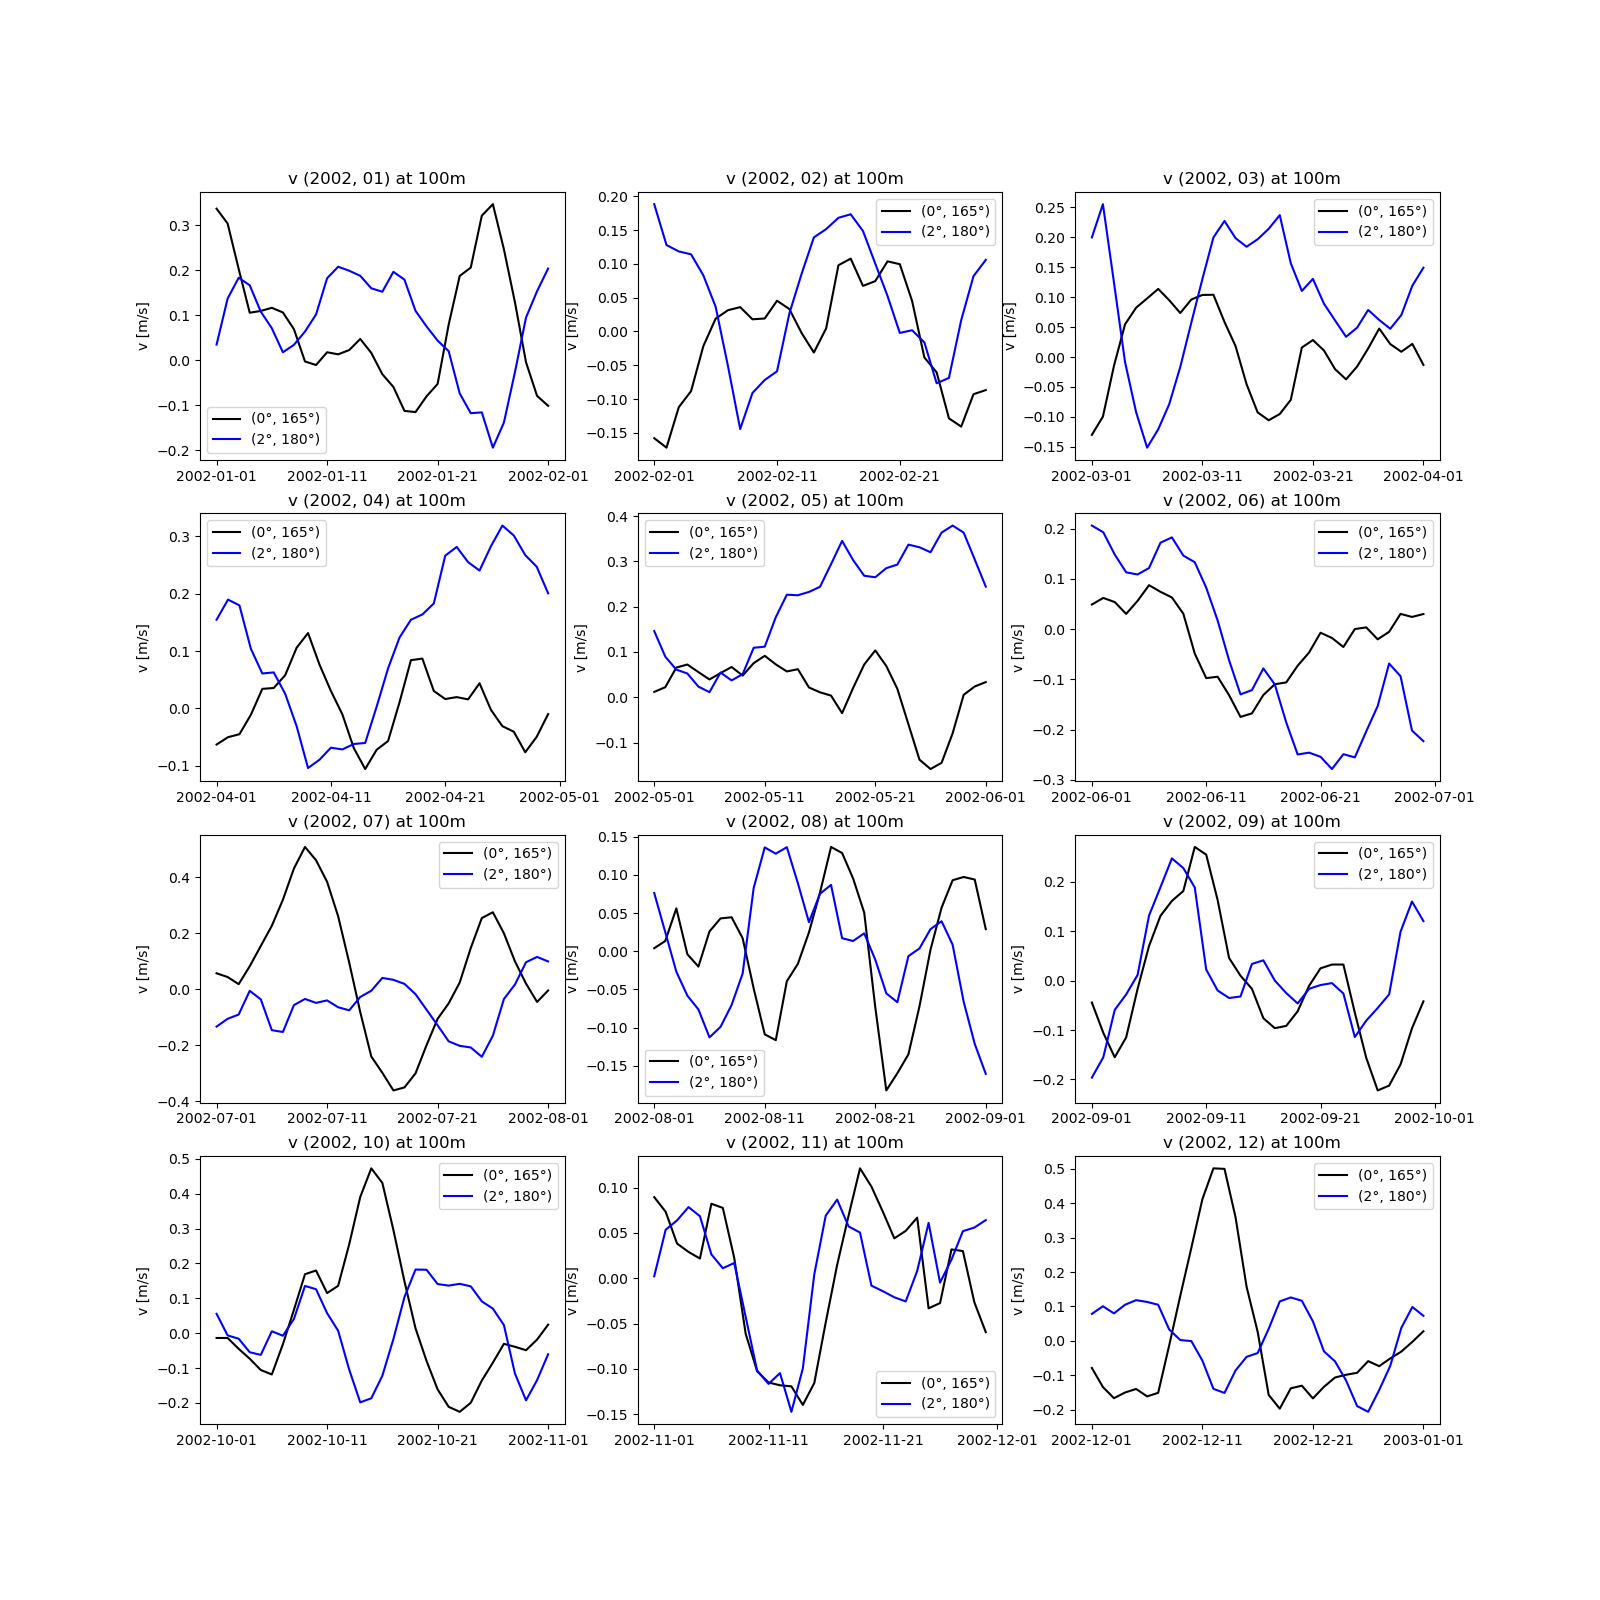 v (2002, 01) at 100m
v [m/s]
0.3
0.2
0.1
0.0
−0.1
−0.2
(0°, 165°)
(2°, 180°)
2002-01-01 2002-01-11 2002-01-21 2002-02-01
v (2002, 02) at 100m
v [m/s]
0.20
0.15
0.10
0.05
0.00
−0.05
−0.10
−0.15
(0°, 165°)
(2°, 180°)
2002-02-01 2002-02-11 2002-02-21
v (2002, 03) at 100m
v [m/s]
0.25
0.20
0.15
0.10
0.05
0.00
−0.05
−0.10
−0.15
(0°, 165°)
(2°, 180°)
2002-03-01 2002-03-11 2002-03-21 2002-04-01
v (2002, 04) at 100m
v [m/s]
0.3
0.2
0.1
0.0
−0.1
(0°, 165°)
(2°, 180°)
2002-04-01 2002-04-11 2002-04-21 2002-05-01
v (2002, 05) at 100m
v [m/s]
0.4
0.3
0.2
0.1
0.0
−0.1
(0°, 165°)
(2°, 180°)
2002-05-01 2002-05-11 2002-05-21 2002-06-01
v (2002, 06) at 100m
v [m/s]
0.2
0.1
0.0
−0.1
−0.2
−0.3
(0°, 165°)
(2°, 180°)
2002-06-01 2002-06-11 2002-06-21 2002-07-01
v (2002, 07) at 100m
v [m/s]
0.4
0.2
0.0
−0.2
−0.4
(0°, 165°)
(2°, 180°)
2002-07-01 2002-07-11 2002-07-21 2002-08-01
v (2002, 08) at 100m
v [m/s]
0.15
0.10
0.05
0.00
−0.05
−0.10
−0.15
(0°, 165°)
(2°, 180°)
2002-08-01 2002-08-11 2002-08-21 2002-09-01
v (2002, 09) at 100m
v [m/s]
0.2
0.1
0.0
−0.1
−0.2
(0°, 165°)
(2°, 180°)
2002-09-01 2002-09-11 2002-09-21 2002-10-01
v (2002, 10) at 100m
v [m/s]
0.5
0.4
0.3
0.2
0.1
0.0
−0.1
−0.2
(0°, 165°)
(2°, 180°)
2002-10-01 2002-10-11 2002-10-21 2002-11-01
v (2002, 11) at 100m
v [m/s]
0.10
0.05
0.00
−0.05
−0.10
−0.15
(0°, 165°)
(2°, 180°)
2002-11-01 2002-11-11 2002-11-21 2002-12-01
v (2002, 12) at 100m
v [m/s]
0.5
0.4
0.3
0.2
0.1
0.0
−0.1
−0.2
(0°, 165°)
(2°, 180°)
2002-12-01 2002-12-11 2002-12-21 2003-01-01